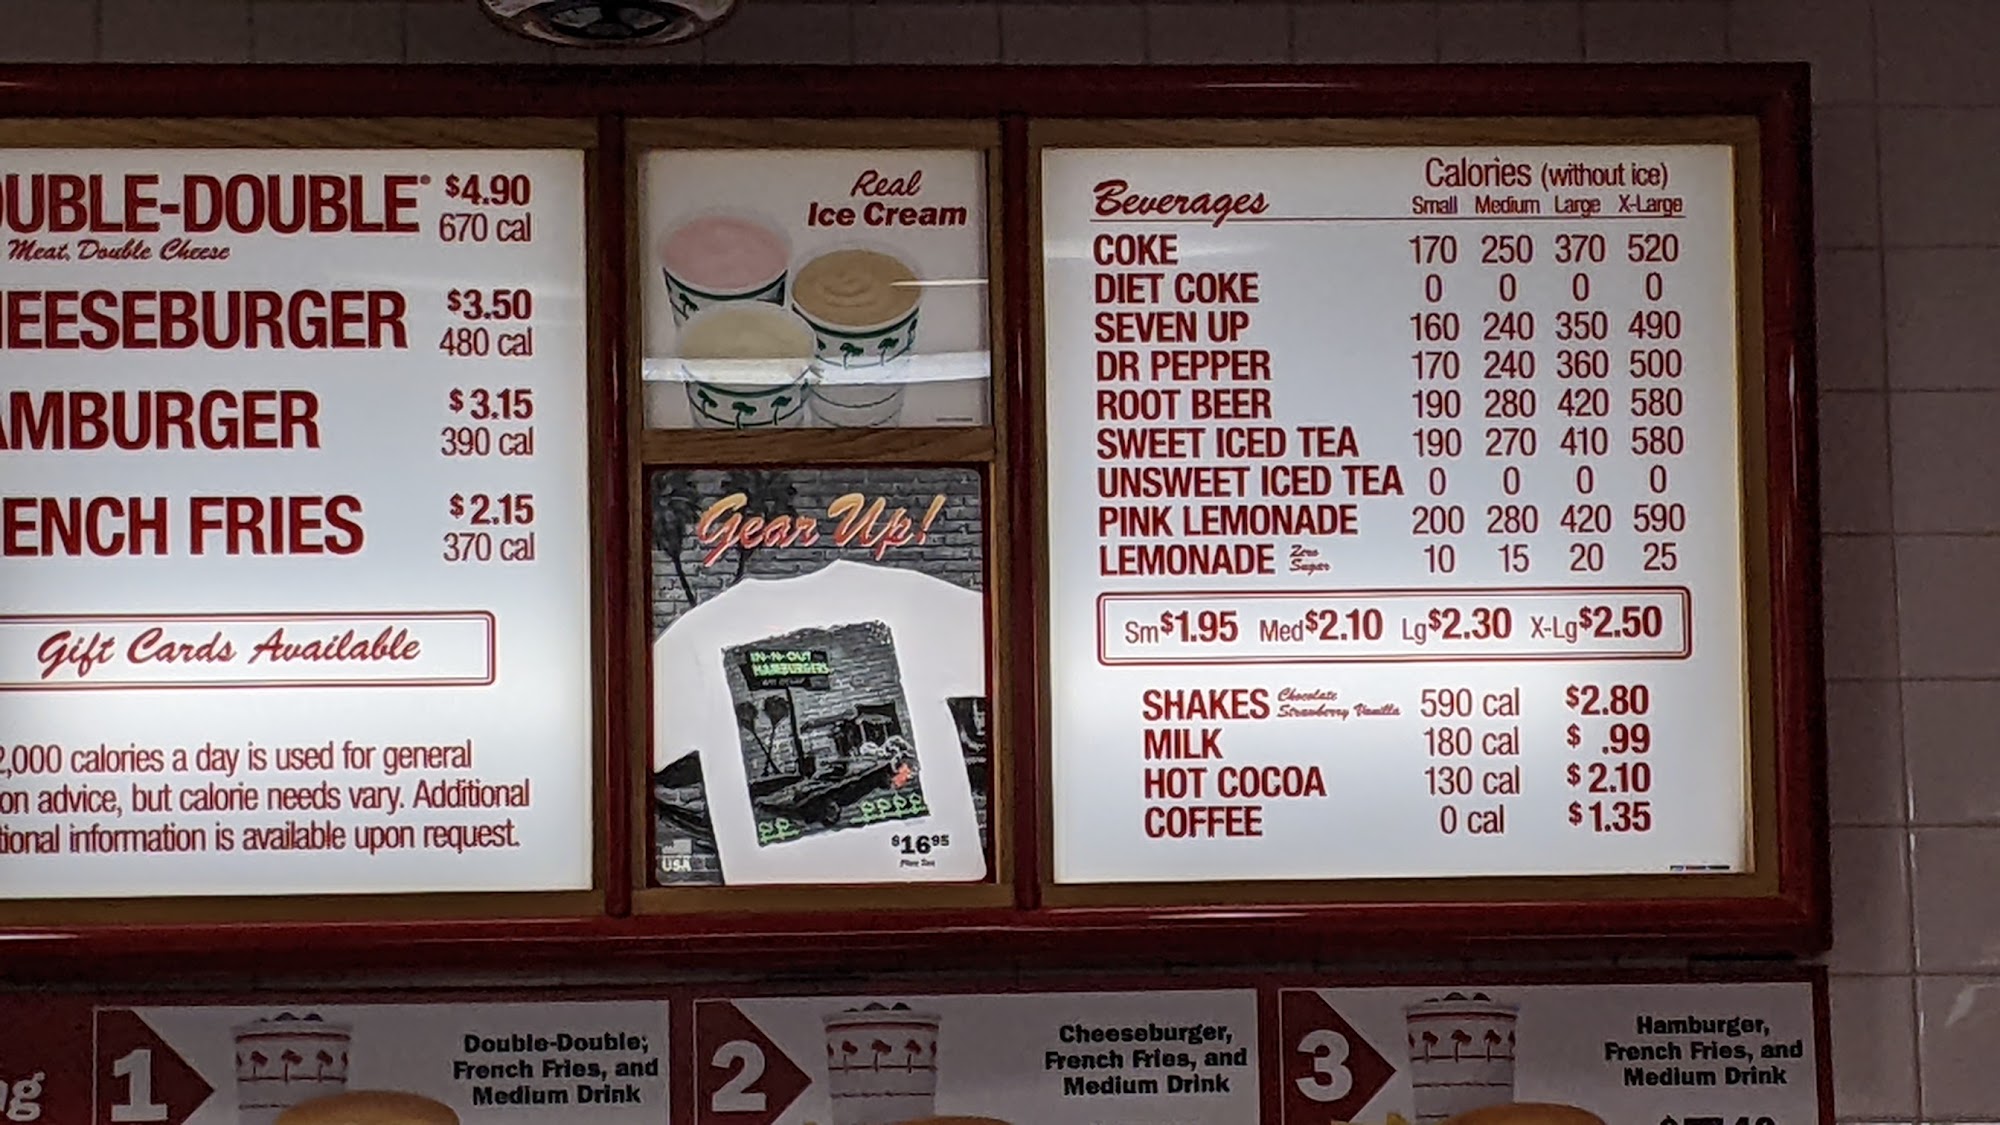 UBLE-DOUBLE® $4.90
670 cal
Meat, Double Cheese
EESEBURGER $3.50
480 cal
MBURGER $3.15
390 cal
ENCH FRIES $2.15
370 cal
Gift Cards Available
2,000 calories a day is used for general
on advice, but calorie needs vary. Additional
tional information is available upon request.
Real
Ice Cream
Gear Up!
IN-N-OUT
HAMBURGERS
$16.95
USA
Calories (without ice)
Beverages Small Medium Large X-Large
COKE 170 250 370 520
DIET COKE 0 0 0 0
SEVEN UP 160 240 350 490
DR PEPPER 170 240 360 500
ROOT BEER 190 280 420 580
SWEET ICED TEA 190 270 410 580
UNSWEET ICED TEA 0 0 0 0
PINK LEMONADE 200 280 420 590
LEMONADE Zero Sugar 10 15 20 25
Sm $1.95 Med $2.10 Lg $2.30 X-Lg $2.50
SHAKES Chocolate Strawberry Vanilla 590 cal $2.80
MILK 180 cal $ .99
HOT COCOA 130 cal $2.10
COFFEE 0 cal $1.35
g
1
Double-Double,
French Fries, and
Medium Drink
2
Cheeseburger,
French Fries, and
Medium Drink
3
Hamburger,
French Fries, and
Medium Drink